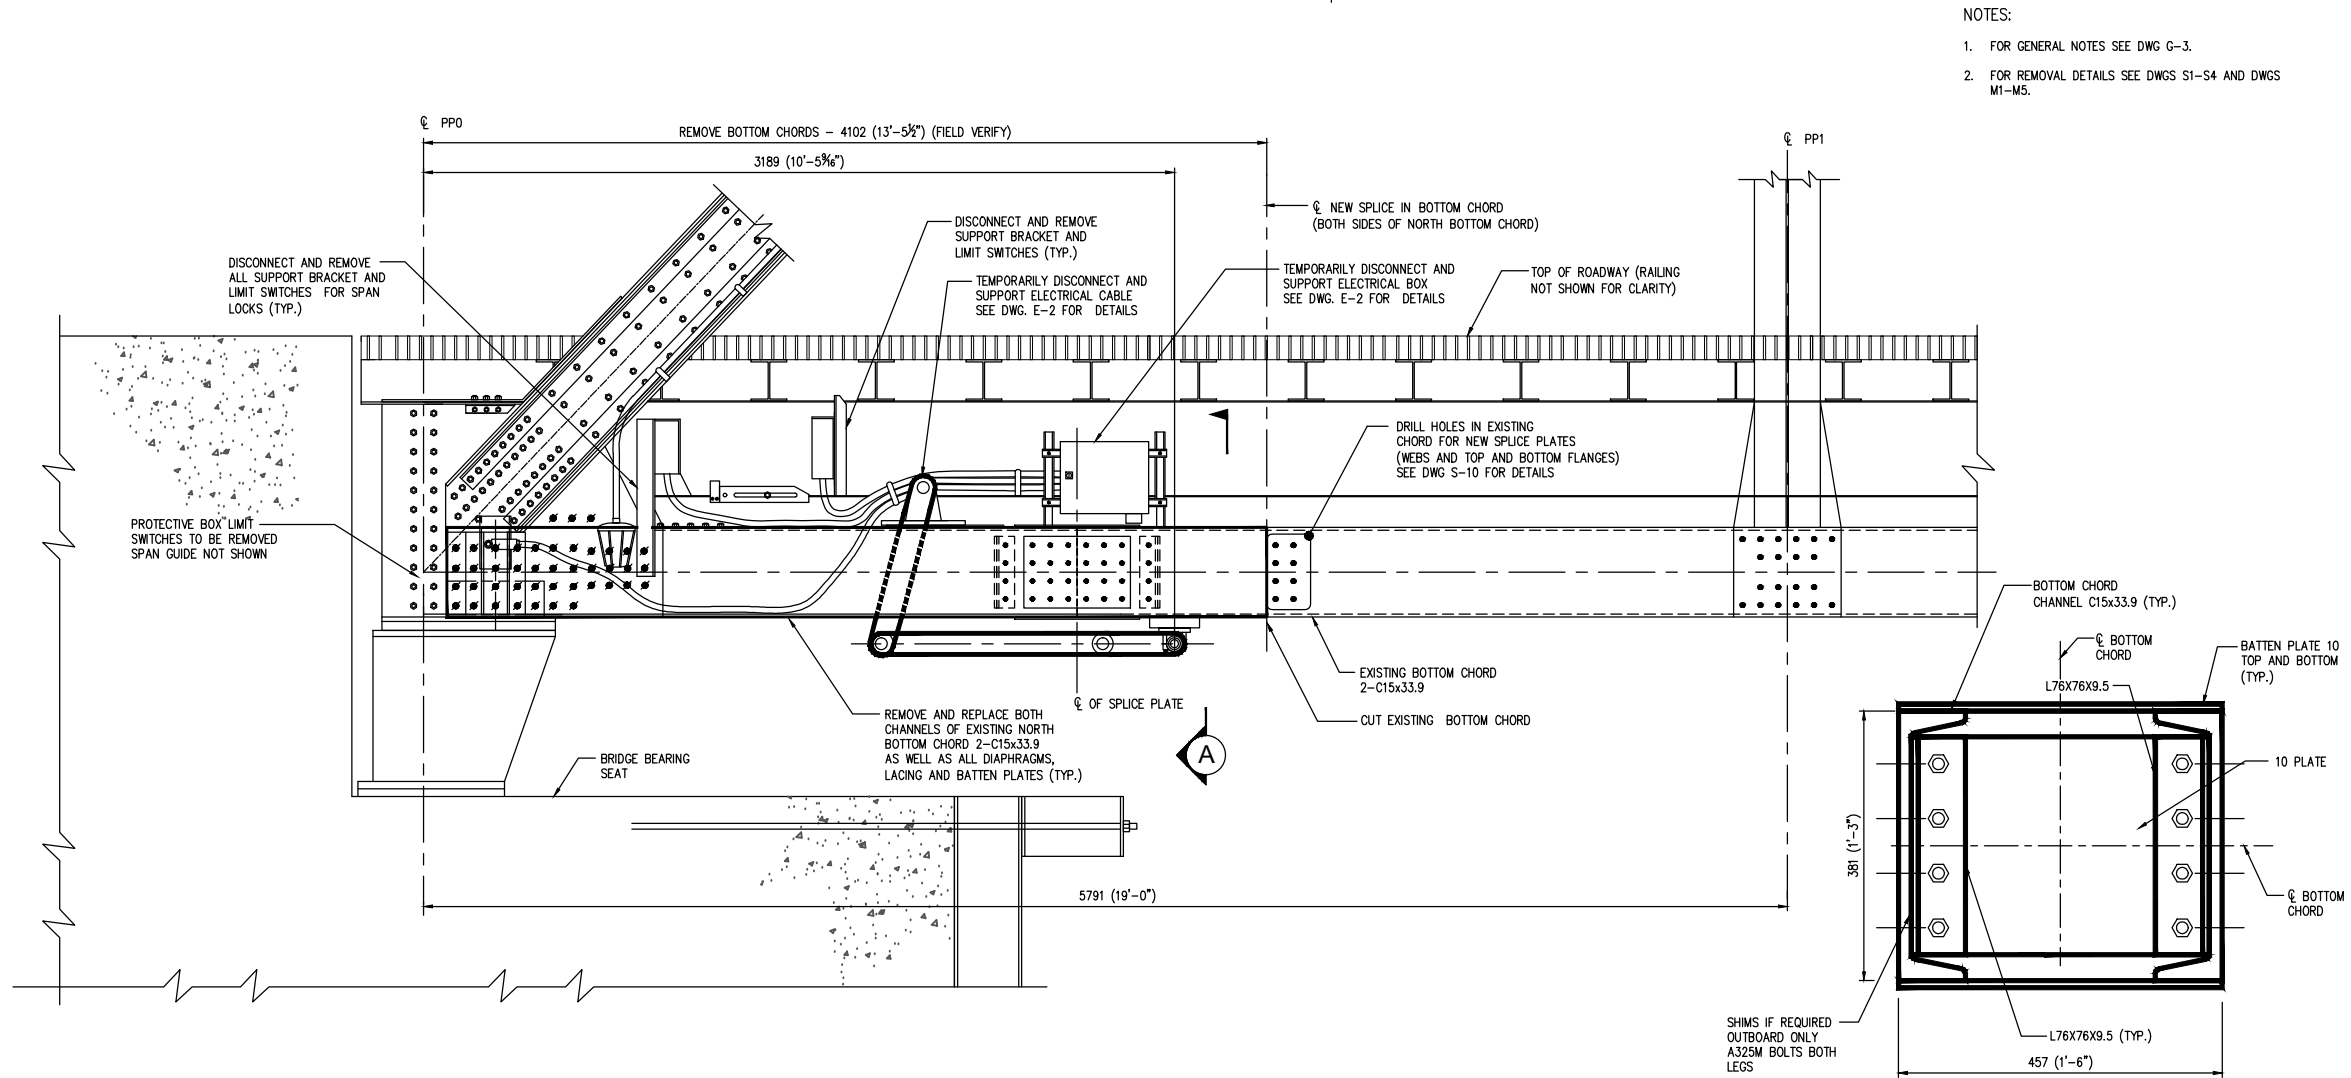 NOTES:
1. FOR GENERAL NOTES SEE DWG G-3.
2. FOR REMOVAL DETAILS SEE DWGS S1-S4 AND DWGS
M1-M5.
℄ PP0
REMOVE BOTTOM CHORDS - 4102 (13'-5½") (FIELD VERIFY)
3189 (10'-5⁹⁄₁₆")
℄ PP1
℄ NEW SPLICE IN BOTTOM CHORD
(BOTH SIDES OF NORTH BOTTOM CHORD)
DISCONNECT AND REMOVE
SUPPORT BRACKET AND
LIMIT SWITCHES (TYP.)
DISCONNECT AND REMOVE
ALL SUPPORT BRACKET AND
LIMIT SWITCHES FOR SPAN
LOCKS (TYP.)
TEMPORARILY DISCONNECT AND
SUPPORT ELECTRICAL CABLE
SEE DWG. E-2 FOR DETAILS
TEMPORARILY DISCONNECT AND
SUPPORT ELECTRICAL BOX
SEE DWG. E-2 FOR DETAILS
TOP OF ROADWAY (RAILING
NOT SHOWN FOR CLARITY)
DRILL HOLES IN EXISTING
CHORD FOR NEW SPLICE PLATES
(WEBS AND TOP AND BOTTOM FLANGES)
SEE DWG S-10 FOR DETAILS
PROTECTIVE BOX LIMIT
SWITCHES TO BE REMOVED
SPAN GUIDE NOT SHOWN
BOTTOM CHORD
CHANNEL C15x33.9 (TYP.)
℄ BOTTOM
CHORD
BATTEN PLATE 10
TOP AND BOTTOM
(TYP.)
L76X76X9.5
EXISTING BOTTOM CHORD
2-C15x33.9
℄ OF SPLICE PLATE
CUT EXISTING BOTTOM CHORD
REMOVE AND REPLACE BOTH
CHANNELS OF EXISTING NORTH
BOTTOM CHORD 2-C15x33.9
AS WELL AS ALL DIAPHRAGMS,
LACING AND BATTEN PLATES (TYP.)
A
BRIDGE BEARING
SEAT
10 PLATE
381 (1'-3")
5791 (19'-0")
℄ BOTTOM
CHORD
SHIMS IF REQUIRED
OUTBOARD ONLY
A325M BOLTS BOTH
LEGS
L76X76X9.5 (TYP.)
457 (1'-6")